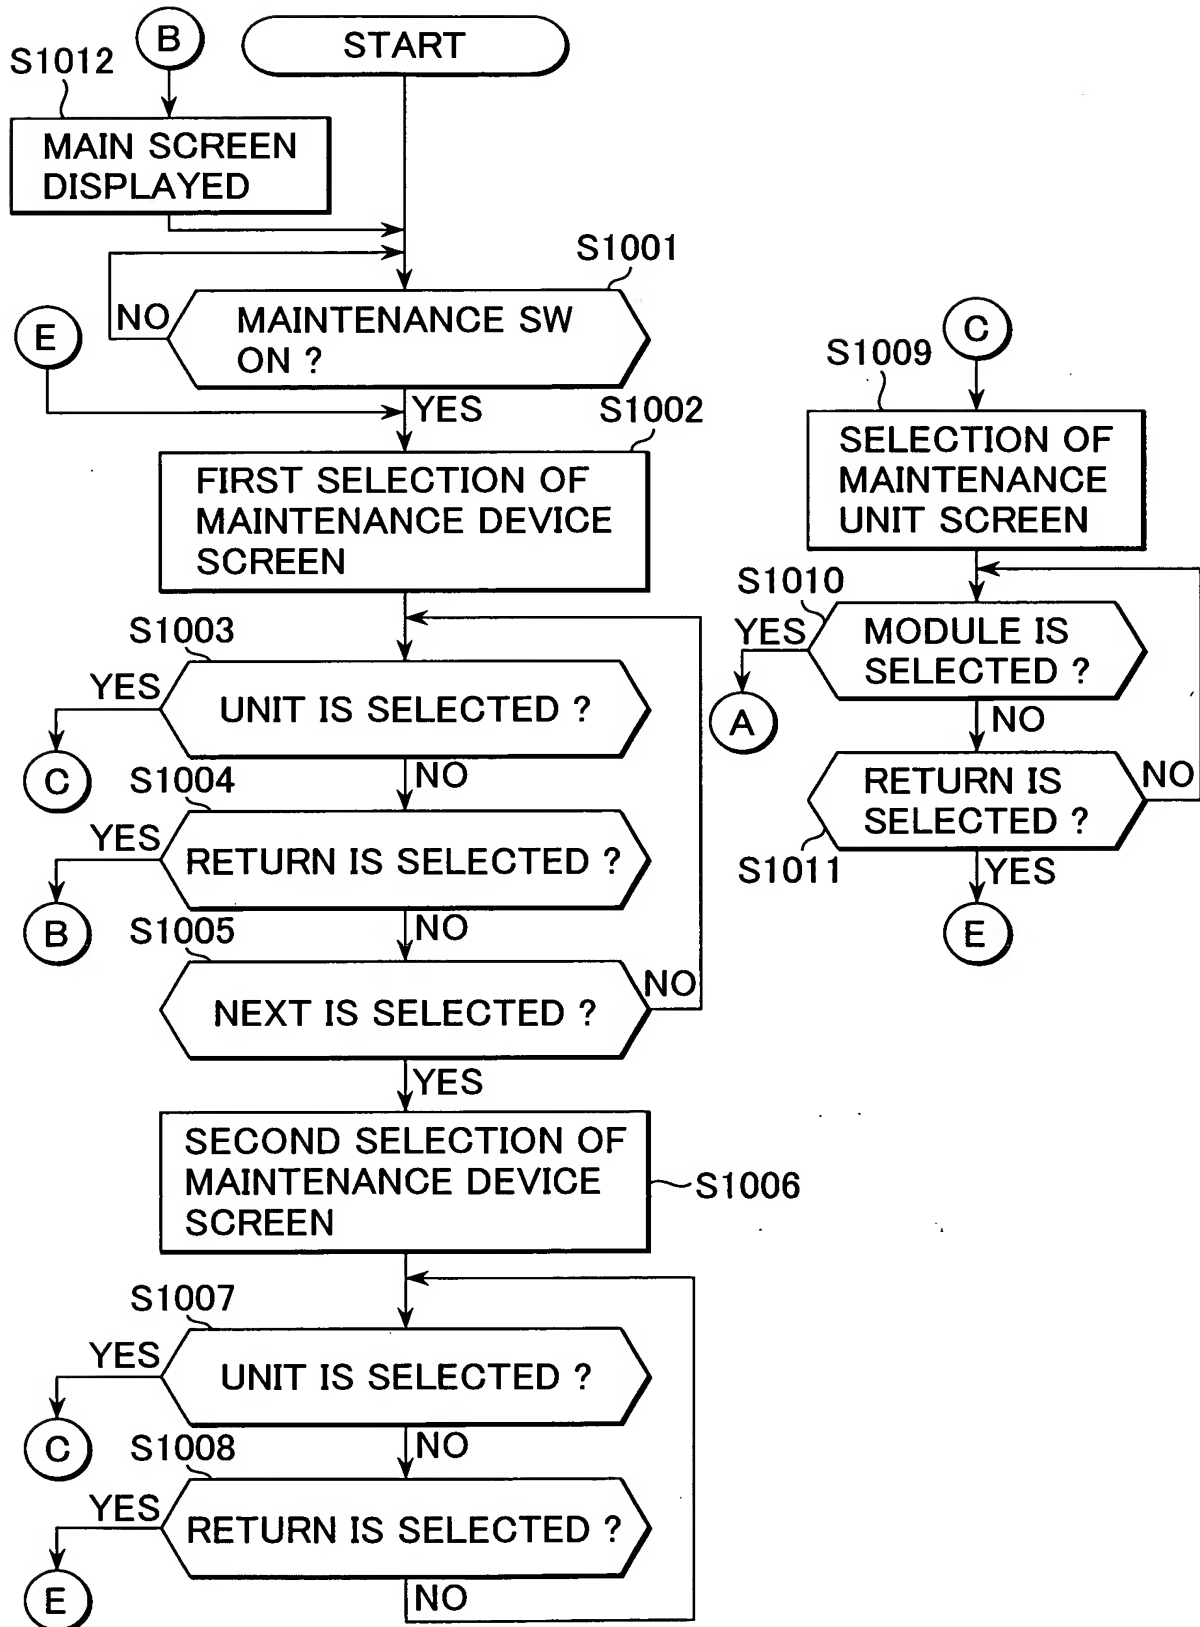 B
START
S1012
MAIN SCREEN
DISPLAYED
S1001
NO
MAINTENANCE SW
ON ?
E
YES
S1002
FIRST SELECTION OF
MAINTENANCE DEVICE
SCREEN
S1003
YES
UNIT IS SELECTED ?
C
NO
S1004
YES
RETURN IS SELECTED ?
B
NO
S1005
NEXT IS SELECTED ?
NO
YES
SECOND SELECTION OF
MAINTENANCE DEVICE
SCREEN
S1006
S1007
YES
UNIT IS SELECTED ?
C
NO
S1008
YES
RETURN IS SELECTED ?
E
NO
C
S1009
SELECTION OF
MAINTENANCE
UNIT SCREEN
S1010
YES
MODULE IS
SELECTED ?
A
NO
RETURN IS
SELECTED ?
NO
S1011
YES
E